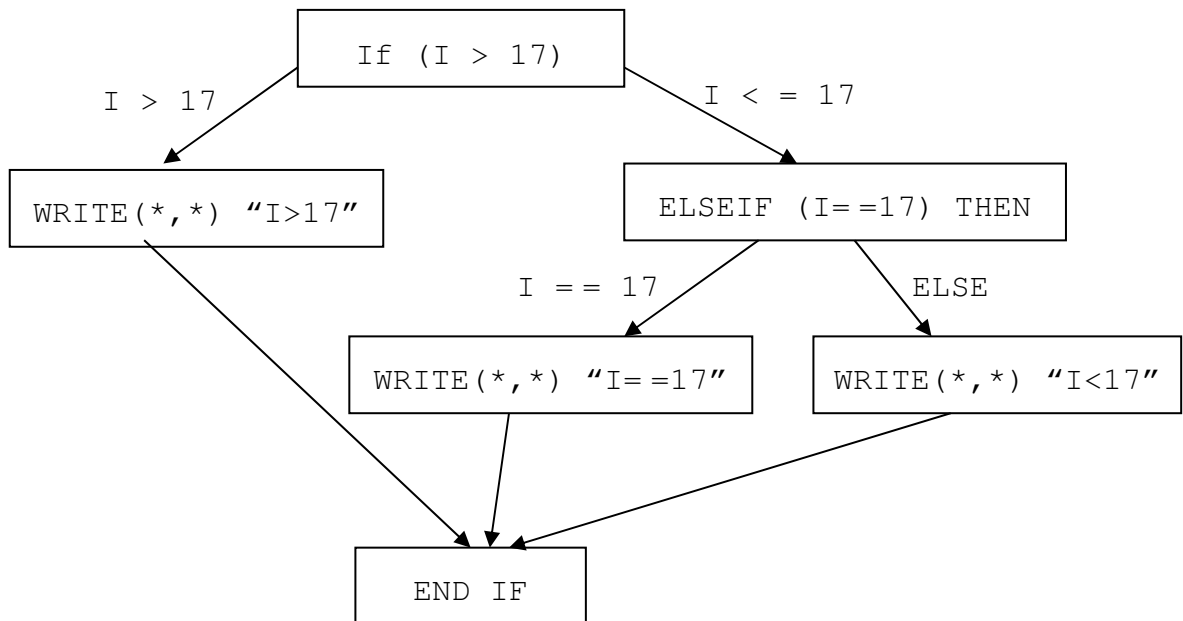 If (I > 17)
I > 17
I < = 17
WRITE(*,*) “I>17”
ELSEIF (I= =17) THEN
I = = 17
ELSE
WRITE(*,*) “I= =17”
WRITE(*,*) “I<17”
END IF